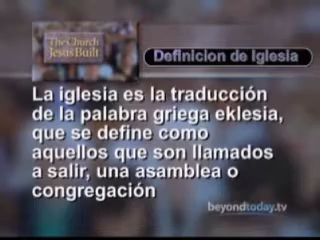 The Church
Jesus Built
Definicion de Iglesia
La iglesia es la traducción
de la palabra griega eklesia,
que se define como
aquellos que son llamados
a salir, una asamblea o
congregación
beyondtoday.tv